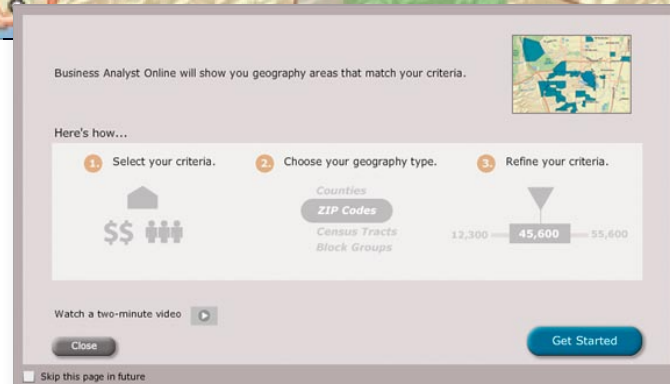 Business Analyst Online will show you geography areas that match your criteria.
Here's how...
1. Select your criteria.
2. Choose your geography type.
3. Refine your criteria.
$$
Counties
ZIP Codes
Census Tracts
Block Groups
12,300
45,600
55,600
Watch a two-minute video
Close
Get Started
Skip this page in future